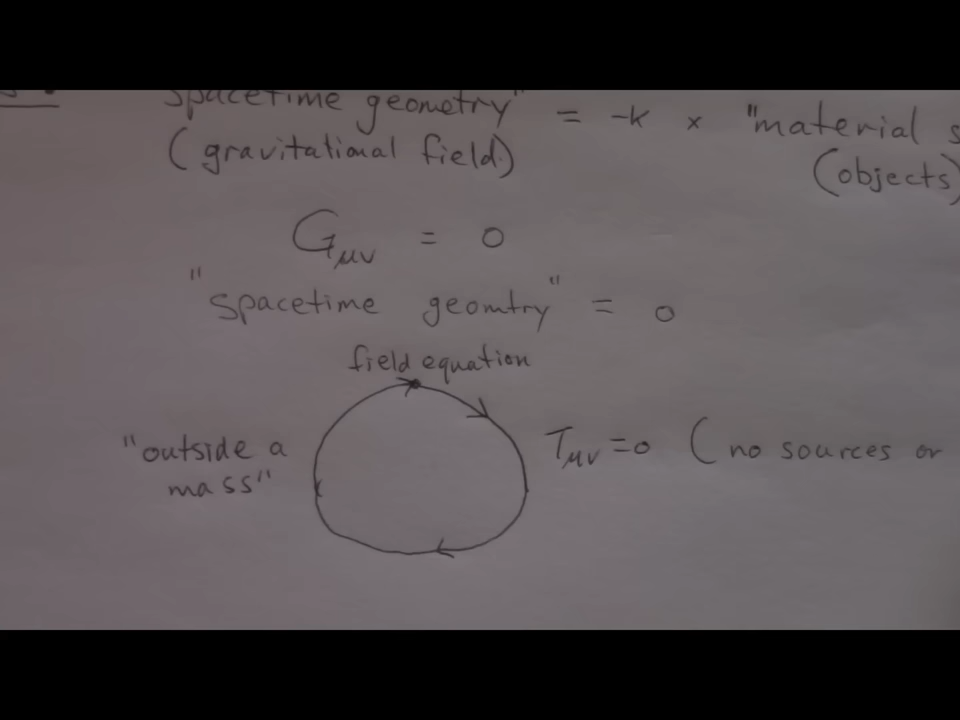 spacetime geometry" = -k × "material
(gravitational field) (objects)
Gμν = 0
"spacetime geomtry" = 0
field equation
"outside a
mass"
Tμν = 0 (no sources or